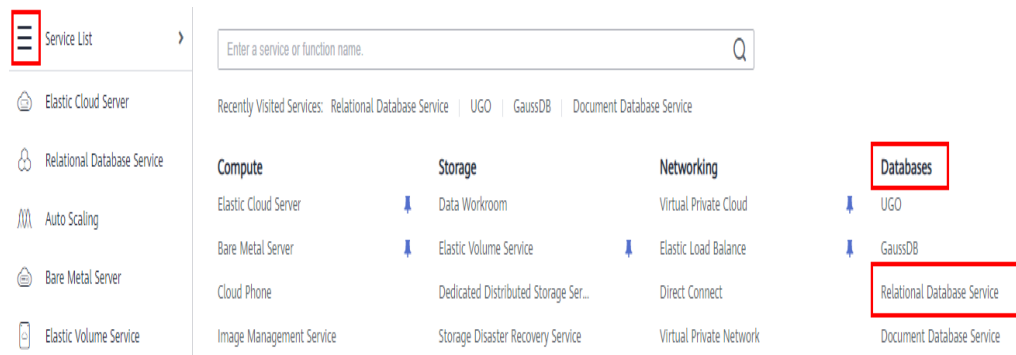 Service List
Elastic Cloud Server
Relational Database Service
Auto Scaling
Bare Metal Server
Elastic Volume Service
Enter a service or function name.
Recently Visited Services: Relational Database Service | UGO | GaussDB | Document Database Service
Compute
Elastic Cloud Server
Bare Metal Server
Cloud Phone
Image Management Service
Storage
Data Workroom
Elastic Volume Service
Dedicated Distributed Storage Ser...
Storage Disaster Recovery Service
Networking
Virtual Private Cloud
Elastic Load Balance
Direct Connect
Virtual Private Network
Databases
UGO
GaussDB
Relational Database Service
Document Database Service